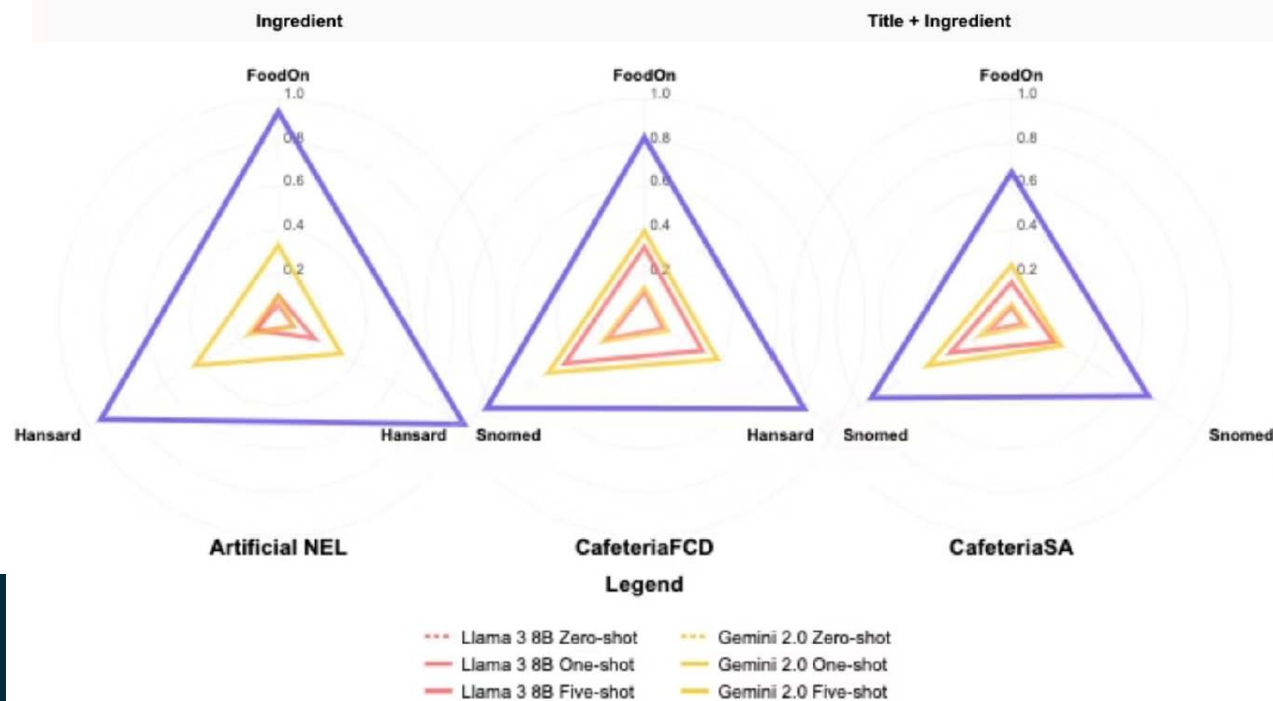 Ingredient Title + Ingredient
FoodOn FoodOn FoodOn
1.0 1.0 1.0
0.8 0.8 0.8
0.6 0.6 0.6
0.4 0.4 0.4
0.2 0.2 0.2
Hansard Hansard Snomed Hansard Snomed Snomed
Artificial NEL CafeteriaFCD CafeteriaSA
Legend
Llama 3 8B Zero-shot Gemini 2.0 Zero-shot
Llama 3 8B One-shot Gemini 2.0 One-shot
Llama 3 8B Five-shot Gemini 2.0 Five-shot